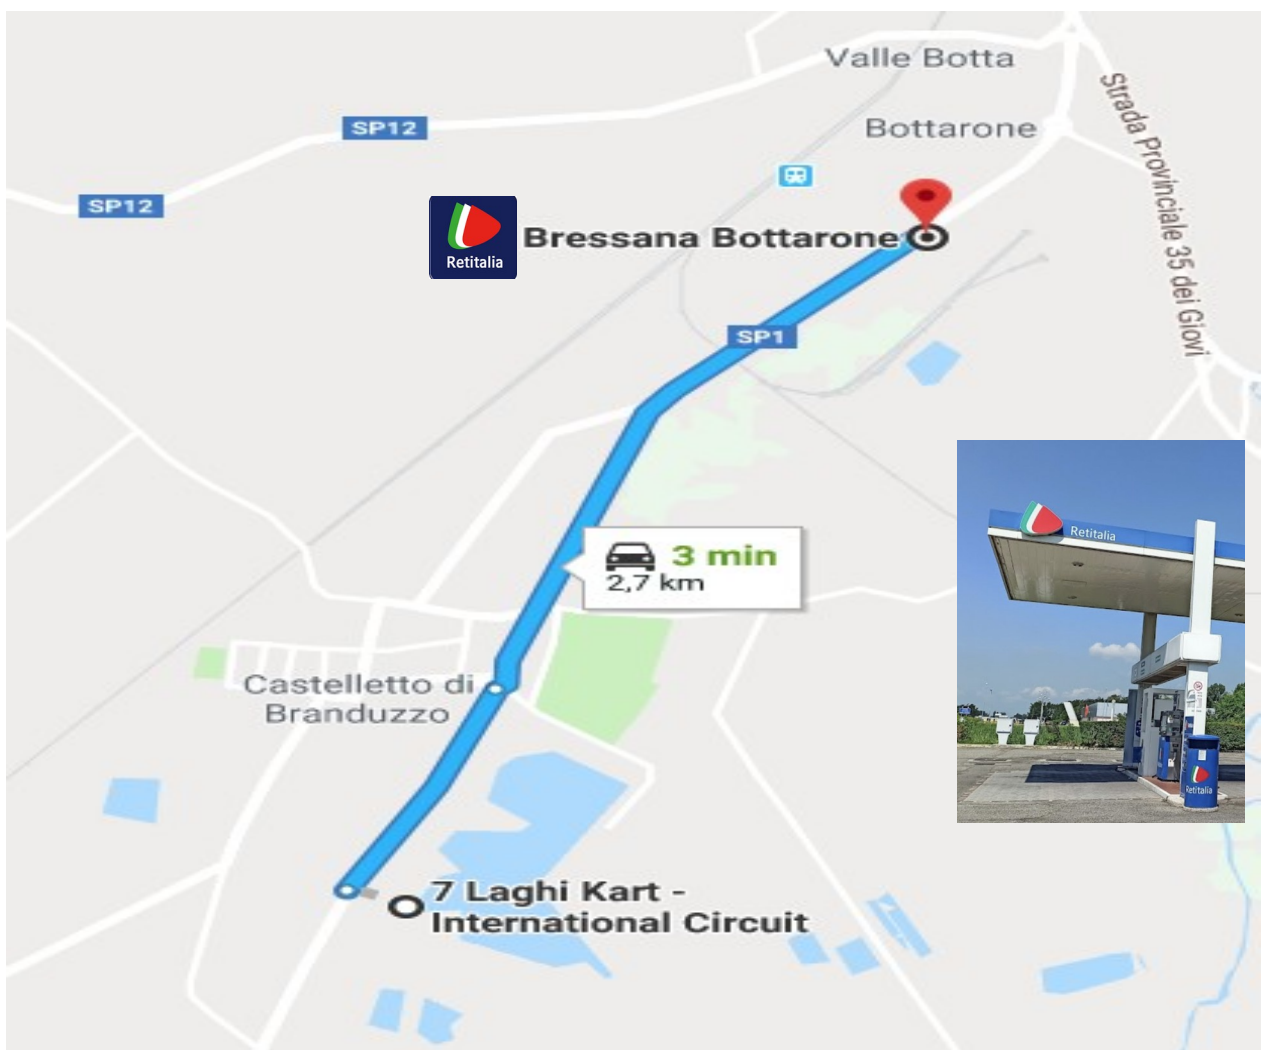 Valle Botta
Strada Provinciale 35 dei Giovi
SP12
Bottarone
SP12
Retitalia
Bressana Bottarone
SP1
Retitalia
3 min
2,7 km
Castelletto di
Branduzzo
Retitalia
7 Laghi Kart -
International Circuit